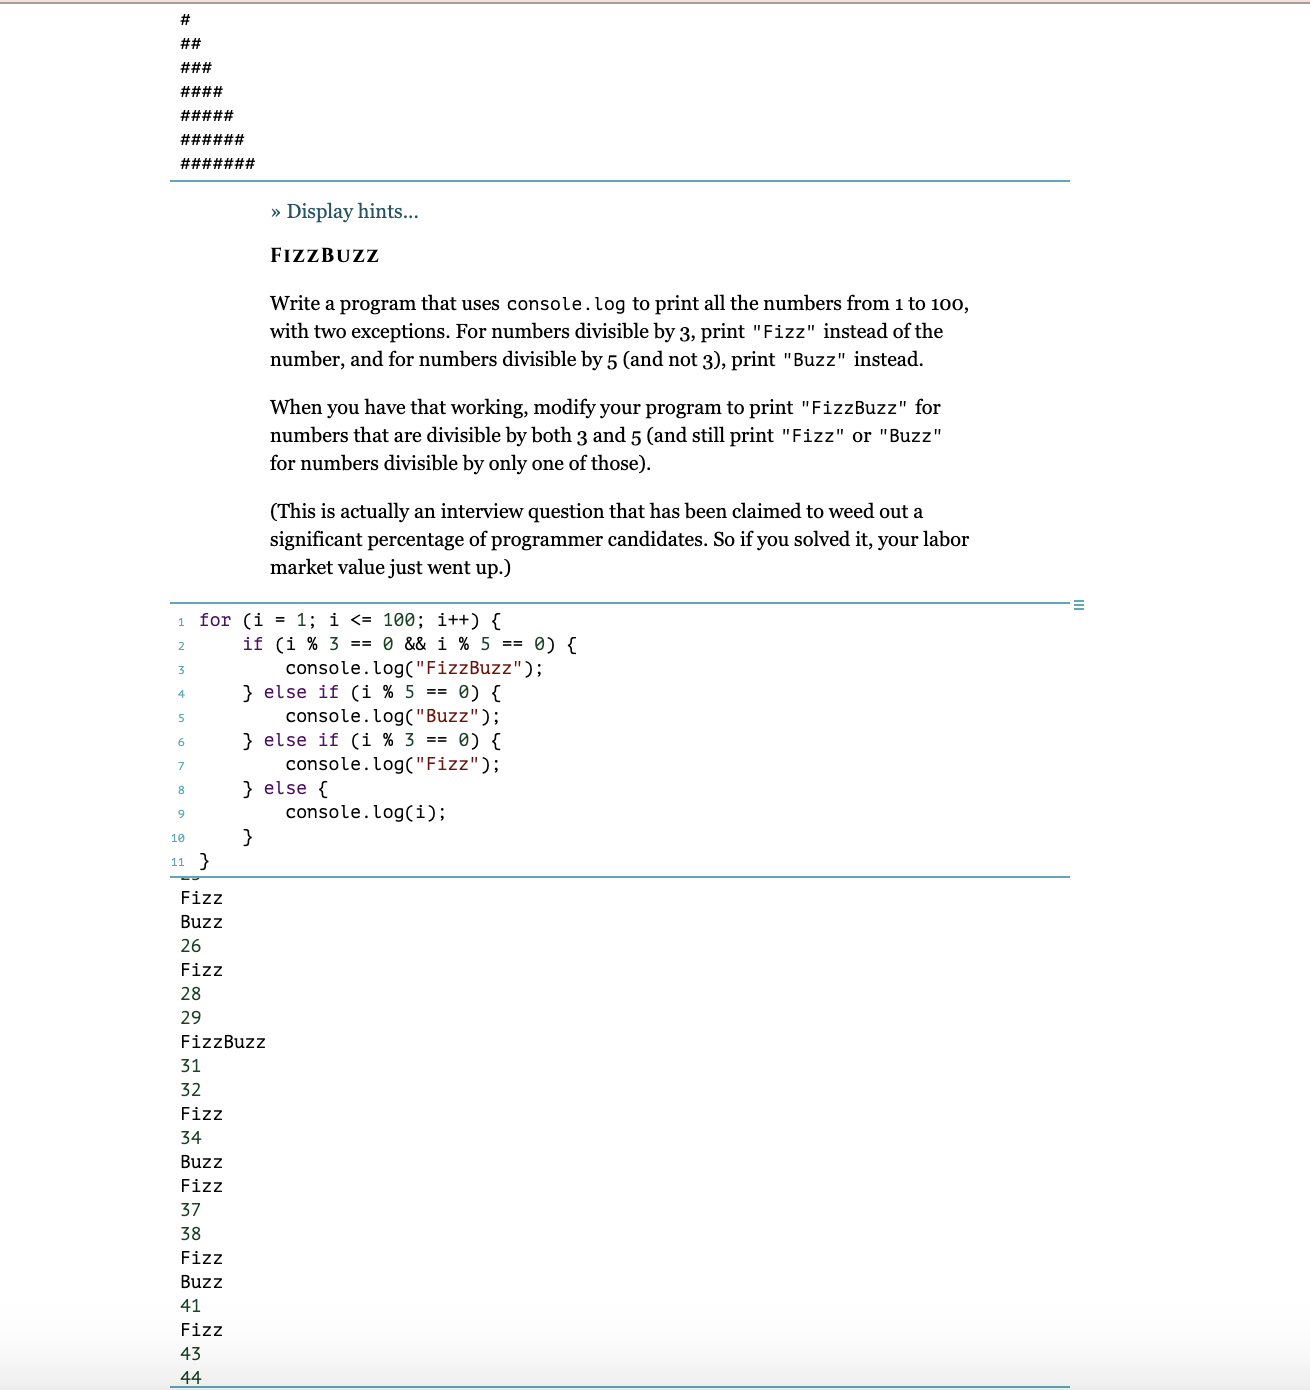 #
##
###
####
#####
######
#######
» Display hints...
FizzBuzz
Write a program that uses console.log to print all the numbers from 1 to 100,
with two exceptions. For numbers divisible by 3, print "Fizz" instead of the
number, and for numbers divisible by 5 (and not 3), print "Buzz" instead.
When you have that working, modify your program to print "FizzBuzz" for
numbers that are divisible by both 3 and 5 (and still print "Fizz" or "Buzz"
for numbers divisible by only one of those).
(This is actually an interview question that has been claimed to weed out a
significant percentage of programmer candidates. So if you solved it, your labor
market value just went up.)
1 for (i = 1; i <= 100; i++) {
2     if (i % 3 == 0 && i % 5 == 0) {
3         console.log("FizzBuzz");
4     } else if (i % 5 == 0) {
5         console.log("Buzz");
6     } else if (i % 3 == 0) {
7         console.log("Fizz");
8     } else {
9         console.log(i);
10     }
11 }
Fizz
Buzz
26
Fizz
28
29
FizzBuzz
31
32
Fizz
34
Buzz
Fizz
37
38
Fizz
Buzz
41
Fizz
43
44